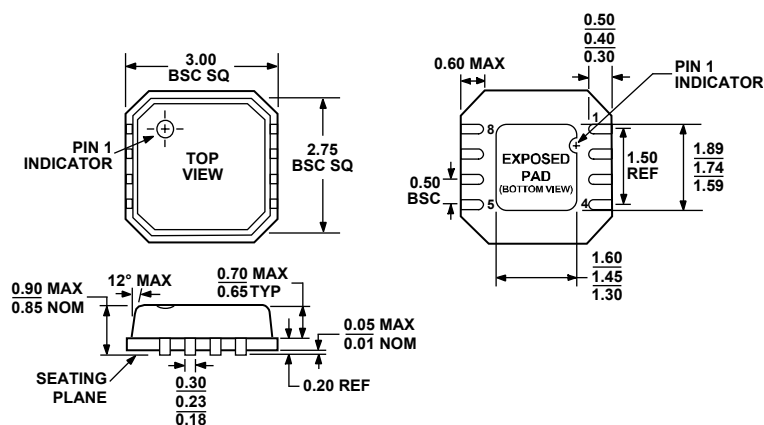 3.00
BSC SQ
PIN 1
INDICATOR
TOP
VIEW
2.75
BSC SQ
0.60 MAX
0.50
0.40
0.30
PIN 1
INDICATOR
8
1
EXPOSED
PAD
(BOTTOM VIEW)
0.50
BSC
5
4
1.50
REF
1.89
1.74
1.59
1.60
1.45
1.30
0.90 MAX
0.85 NOM
12° MAX
0.70 MAX
0.65 TYP
0.05 MAX
0.01 NOM
SEATING
PLANE
0.30
0.23
0.18
0.20 REF